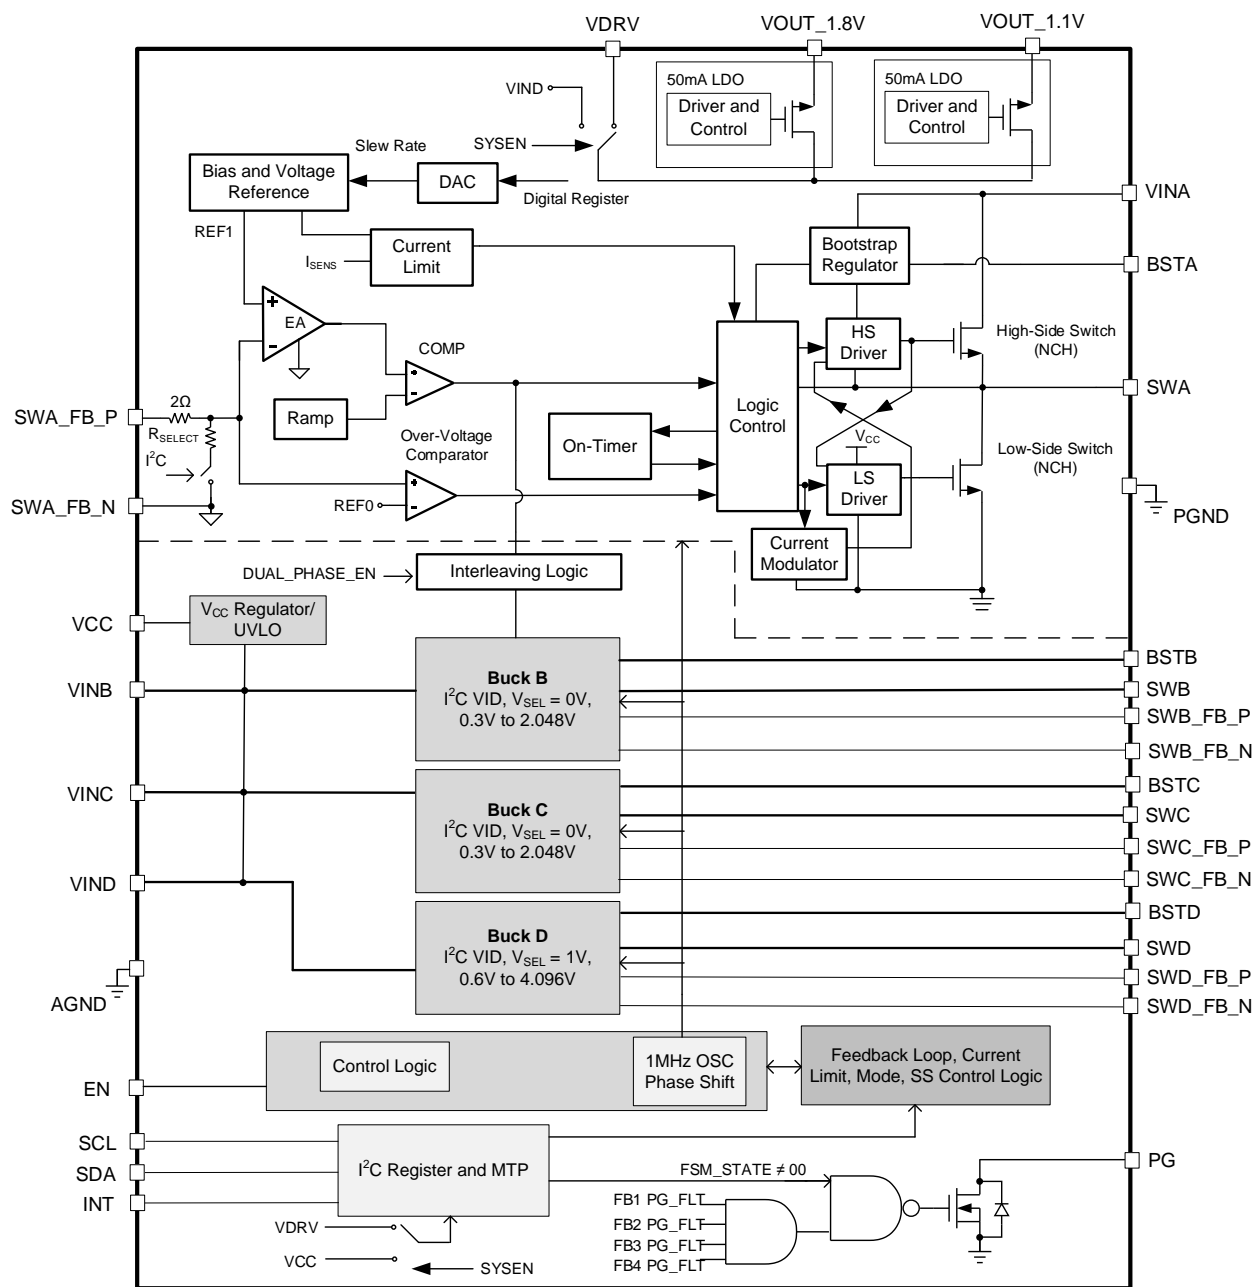 VDRV
VOUT_1.8V
VOUT_1.1V
VIND
50mA LDO
Driver and
Control
50mA LDO
Driver and
Control
SYSEN
Slew Rate
Bias and Voltage
Reference
DAC
Digital Register
VINA
REF1
Current
Limit
I_SENS
Bootstrap
Regulator
BSTA
+
EA
-
HS
Driver
High-Side Switch
(NCH)
COMP
+
-
SWA_FB_P
2Ω
Ramp
Logic
Control
SWA
R_SELECT
I²C
Over-Voltage
Comparator
On-Timer
V_CC
Low-Side Switch
(NCH)
SWA_FB_N
+
-
REF0
LS
Driver
PGND
Current
Modulator
DUAL_PHASE_EN
Interleaving Logic
VCC
V_CC Regulator/
UVLO
VINB
Buck B
I²C VID, V_SEL = 0V,
0.3V to 2.048V
BSTB
SWB
SWB_FB_P
SWB_FB_N
VINC
Buck C
I²C VID, V_SEL = 0V,
0.3V to 2.048V
BSTC
SWC
SWC_FB_P
SWC_FB_N
VIND
Buck D
I²C VID, V_SEL = 1V,
0.6V to 4.096V
BSTD
SWD
SWD_FB_P
SWD_FB_N
AGND
EN
Control Logic
1MHz OSC
Phase Shift
Feedback Loop, Current
Limit, Mode, SS Control Logic
SCL
SDA
INT
I²C Register and MTP
FSM_STATE ≠ 00
PG
FB1 PG_FLT
FB2 PG_FLT
FB3 PG_FLT
FB4 PG_FLT
VDRV
VCC
SYSEN